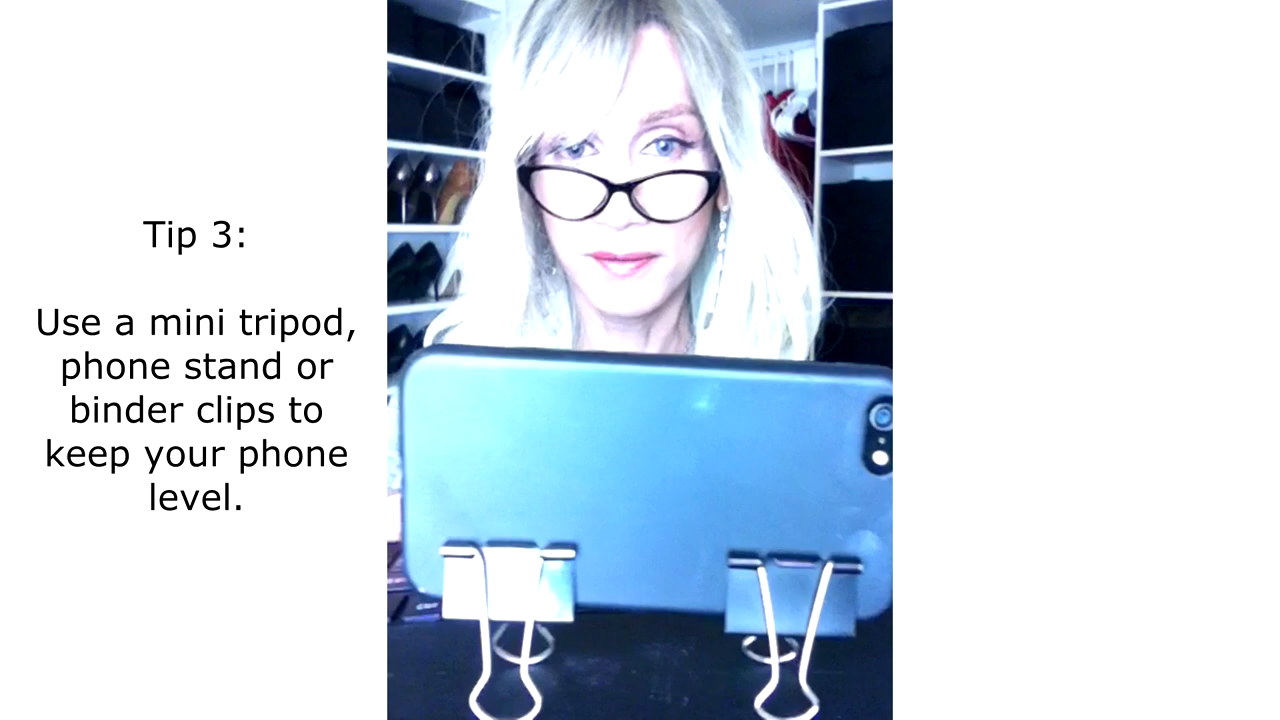 Tip 3:
Use a mini tripod,
phone stand or
binder clips to
keep your phone
level.